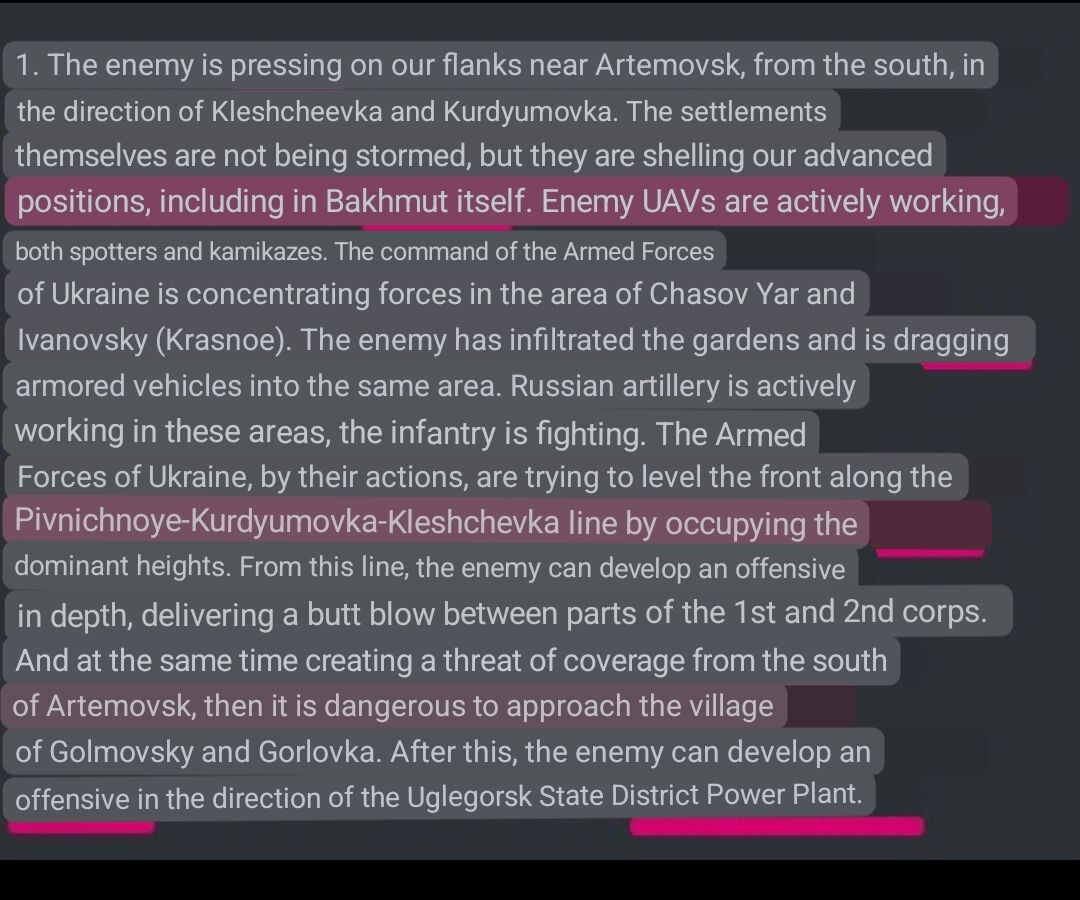 1. The enemy is pressing on our flanks near Artemovsk, from the south, in
the direction of Kleshcheevka and Kurdyumovka. The settlements
themselves are not being stormed, but they are shelling our advanced
positions, including in Bakhmut itself. Enemy UAVs are actively working,
both spotters and kamikazes. The command of the Armed Forces
of Ukraine is concentrating forces in the area of Chasov Yar and
Ivanovsky (Krasnoe). The enemy has infiltrated the gardens and is dragging
armored vehicles into the same area. Russian artillery is actively
working in these areas, the infantry is fighting. The Armed
Forces of Ukraine, by their actions, are trying to level the front along the
Pivnichnoye-Kurdyumovka-Kleshchevka line by occupying the
dominant heights. From this line, the enemy can develop an offensive
in depth, delivering a butt blow between parts of the 1st and 2nd corps.
And at the same time creating a threat of coverage from the south
of Artemovsk, then it is dangerous to approach the village
of Golmovsky and Gorlovka. After this, the enemy can develop an
offensive in the direction of the Uglegorsk State District Power Plant.